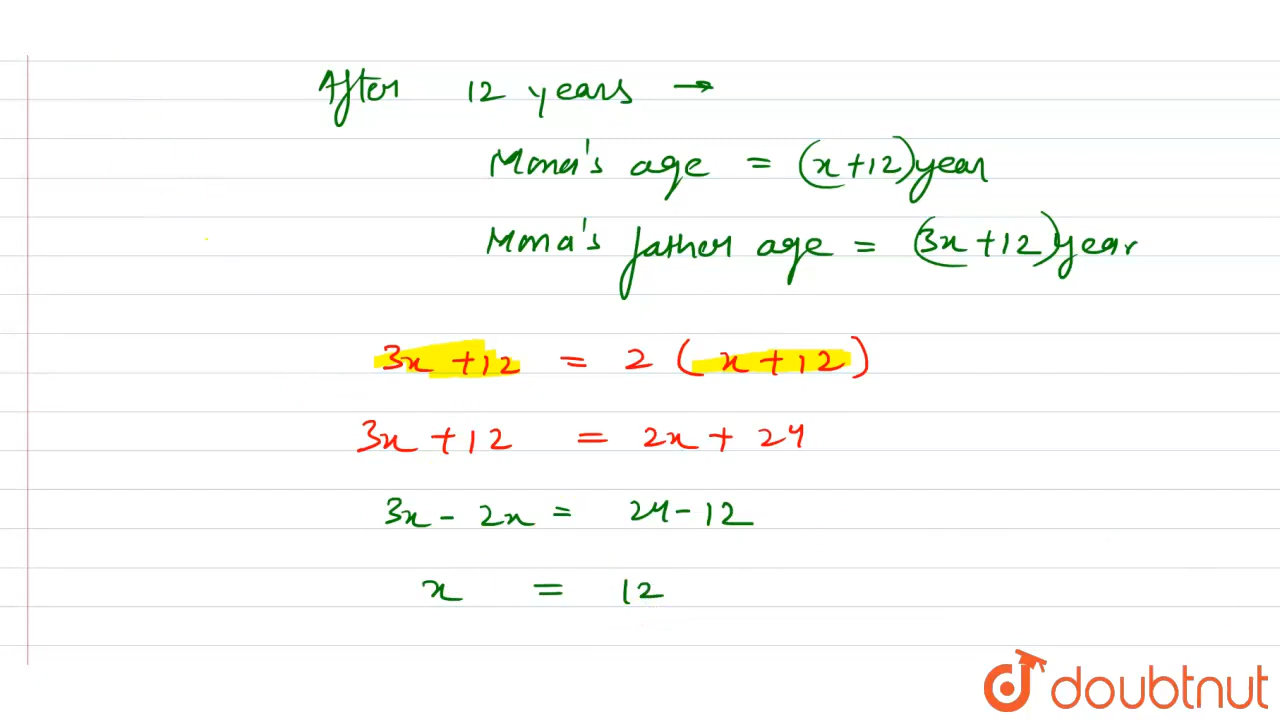 After 12 years →
Mona's age = (x+12)year
Mona's father age = (3x+12)year
3x+12 = 2(x+12)
3x+12 = 2x+24
3x-2x = 24-12
x = 12
doubtnut